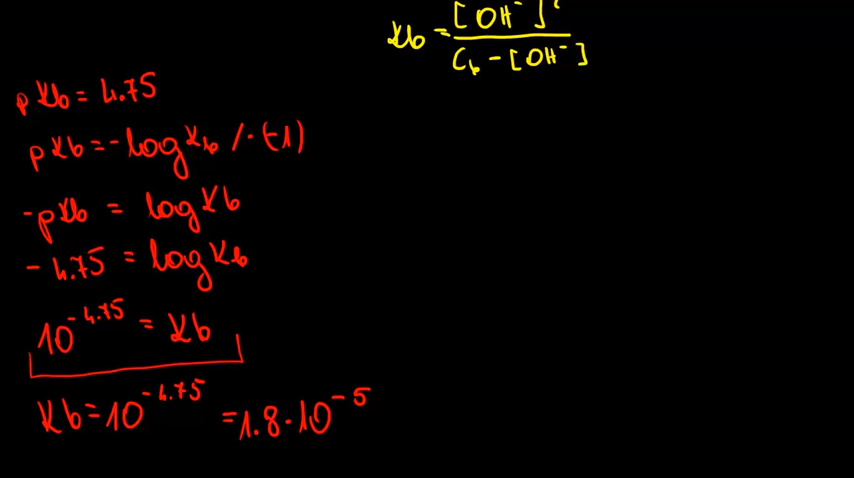 Kb = [OH⁻]² / (Cb - [OH⁻])
pKb = 4.75
pKb = -log Kb / · (-1)
-pKb = log Kb
- 4.75 = log Kb
10^-4.75 = Kb
Kb = 10^-4.75 = 1.8 · 10^-5